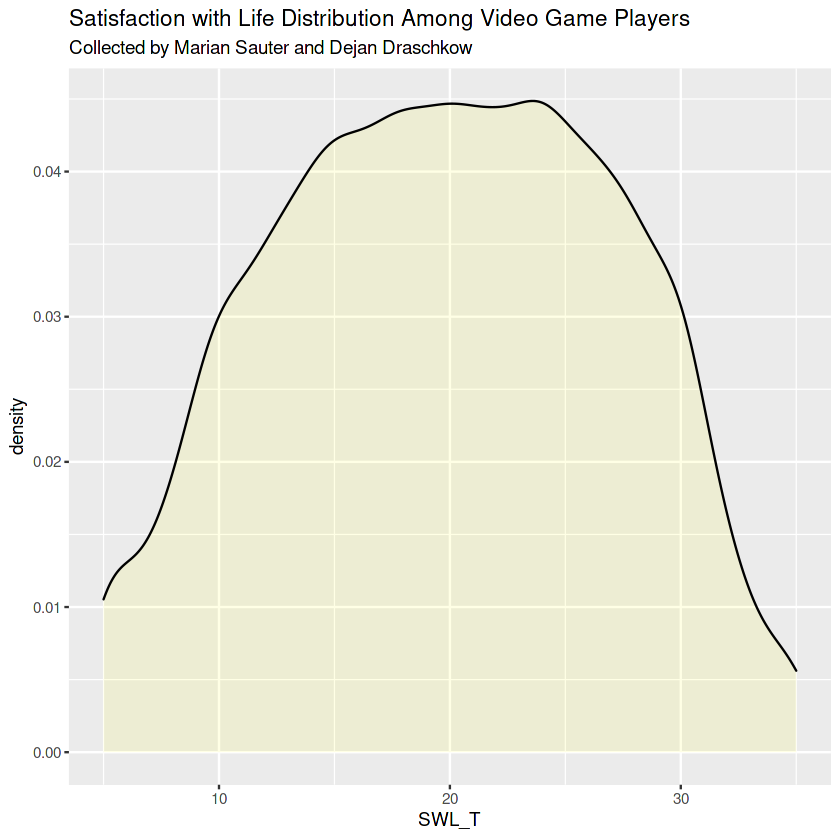 Satisfaction with Life Distribution Among Video Game Players
Collected by Marian Sauter and Dejan Draschkow
0.04
0.03
0.02
0.01
0.00
density
10 20 30
SWL_T